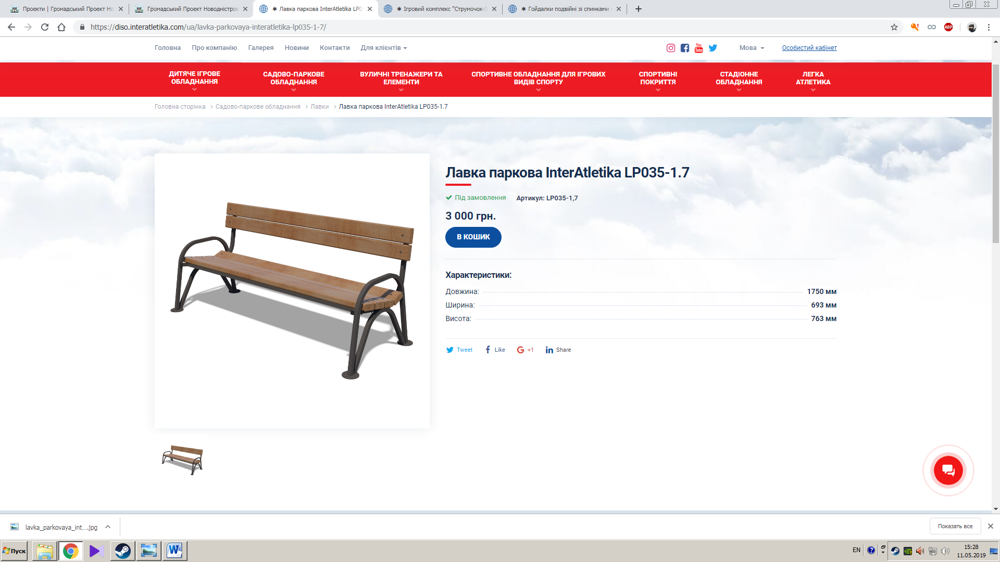 Проекти | Громадський Проект Но
Громадський Проект Новодністров
✱ Лавка паркова InterAtletika LP0
✱ Ігровий комплекс "Струмочок-3
✱ Гойдалки подвійні зі спинками
https://diso.interatletika.com/ua/lavka-parkovaya-interatletika-lp035-1-7/
ABP
Головна
Про компанію
Галерея
Новини
Контакти
Для клієнтів
You Tube
Мова
Особистий кабінет
ДИТЯЧЕ ІГРОВЕ ОБЛАДНАННЯ
САДОВО-ПАРКОВЕ ОБЛАДНАННЯ
ВУЛИЧНІ ТРЕНАЖЕРИ ТА ЕЛЕМЕНТИ
СПОРТИВНЕ ОБЛАДНАННЯ ДЛЯ ІГРОВИХ ВИДІВ СПОРТУ
СПОРТИВНІ ПОКРИТТЯ
СТАДІОННЕ ОБЛАДНАННЯ
ЛЕГКА АТЛЕТИКА
Головна сторінка > Садово-паркове обладнання > Лавки > Лавка паркова InterAtletika LP035-1.7
Лавка паркова InterAtletika LP035-1.7
Під замовлення Артикул: LP035-1,7
3 000 грн.
В КОШИК
Характеристики:
Довжина: 1750 мм
Ширина: 693 мм
Висота: 763 мм
Tweet Like +1 Share
lavka_parkovaya_int....jpg
Показать все
Пуск
EN
15:28
11.05.2019